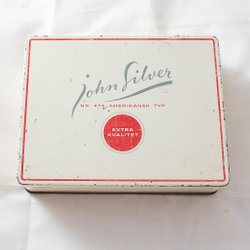 John Silver
NR 474. AMERIKANSK TYP
EXTRA
KVALITET